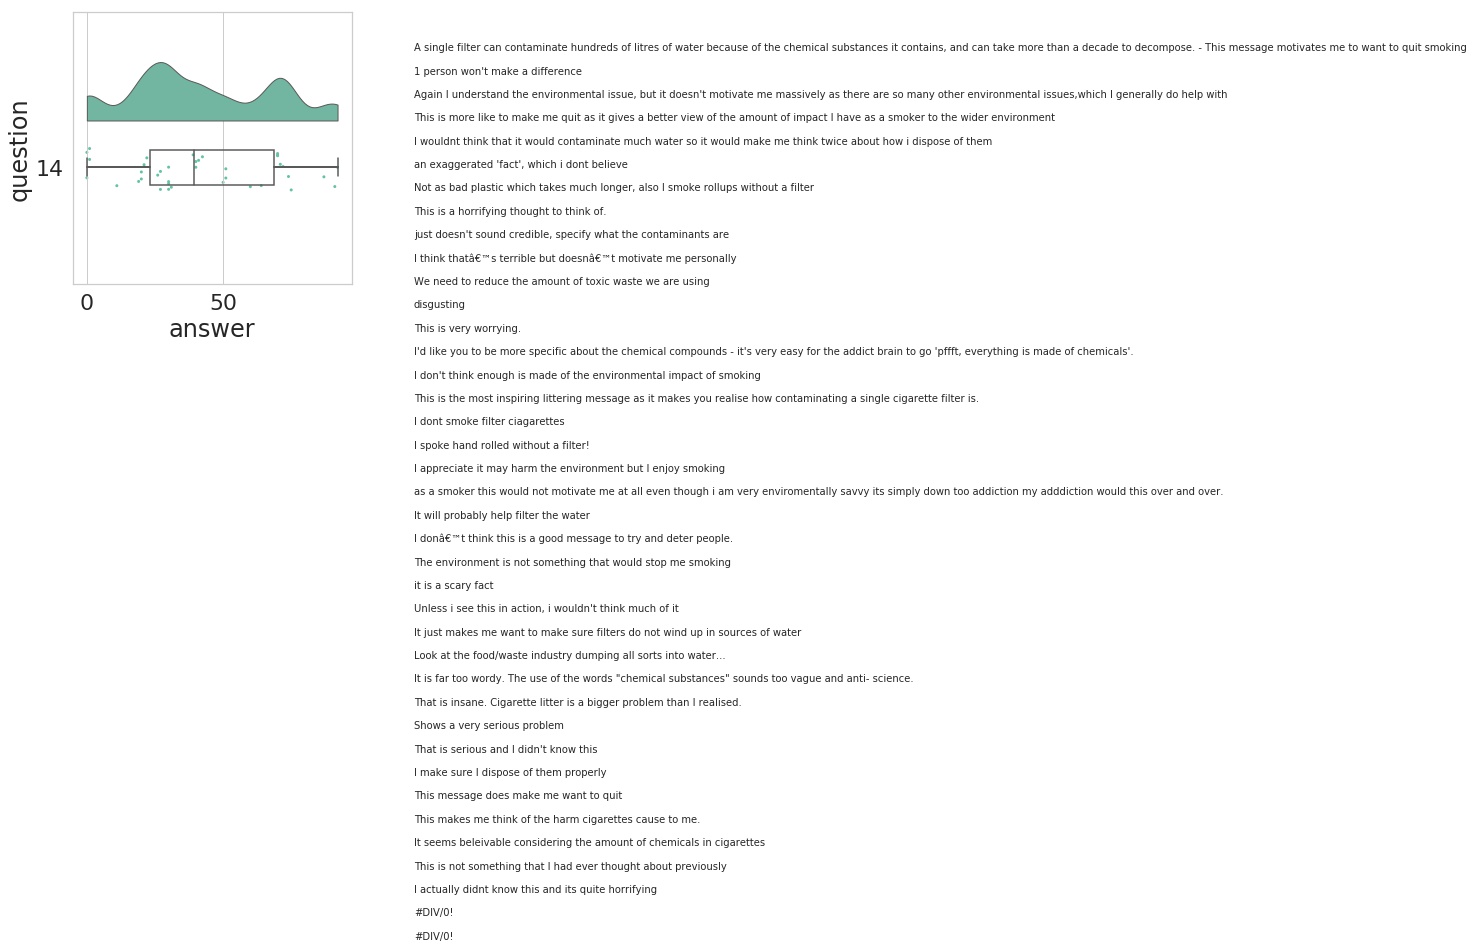 question
14
0
50
answer
A single filter can contaminate hundreds of litres of water because of the chemical substances it contains, and can take more than a decade to decompose. - This message motivates me to want to quit smoking
1 person won't make a difference
Again I understand the environmental issue, but it doesn't motivate me massively as there are so many other environmental issues,which I generally do help with
This is more like to make me quit as it gives a better view of the amount of impact I have as a smoker to the wider environment
I wouldnt think that it would contaminate much water so it would make me think twice about how i dispose of them
an exaggerated 'fact', which i dont believe
Not as bad plastic which takes much longer, also I smoke rollups without a filter
This is a horrifying thought to think of.
just doesn't sound credible, specify what the contaminants are
I think thatâ€™s terrible but doesnâ€™t motivate me personally
We need to reduce the amount of toxic waste we are using
disgusting
This is very worrying.
I'd like you to be more specific about the chemical compounds - it's very easy for the addict brain to go 'pffft, everything is made of chemicals'.
I don't think enough is made of the environmental impact of smoking
This is the most inspiring littering message as it makes you realise how contaminating a single cigarette filter is.
I dont smoke filter ciagarettes
I spoke hand rolled without a filter!
I appreciate it may harm the environment but I enjoy smoking
as a smoker this would not motivate me at all even though i am very enviromentally savvy its simply down too addiction my adddiction would this over and over.
It will probably help filter the water
I donâ€™t think this is a good message to try and deter people.
The environment is not something that would stop me smoking
it is a scary fact
Unless i see this in action, i wouldn't think much of it
It just makes me want to make sure filters do not wind up in sources of water
Look at the food/waste industry dumping all sorts into water...
It is far too wordy. The use of the words "chemical substances" sounds too vague and anti- science.
That is insane. Cigarette litter is a bigger problem than I realised.
Shows a very serious problem
That is serious and I didn't know this
I make sure I dispose of them properly
This message does make me want to quit
This makes me think of the harm cigarettes cause to me.
It seems beleivable considering the amount of chemicals in cigarettes
This is not something that I had ever thought about previously
I actually didnt know this and its quite horrifying
#DIV/0!
#DIV/0!